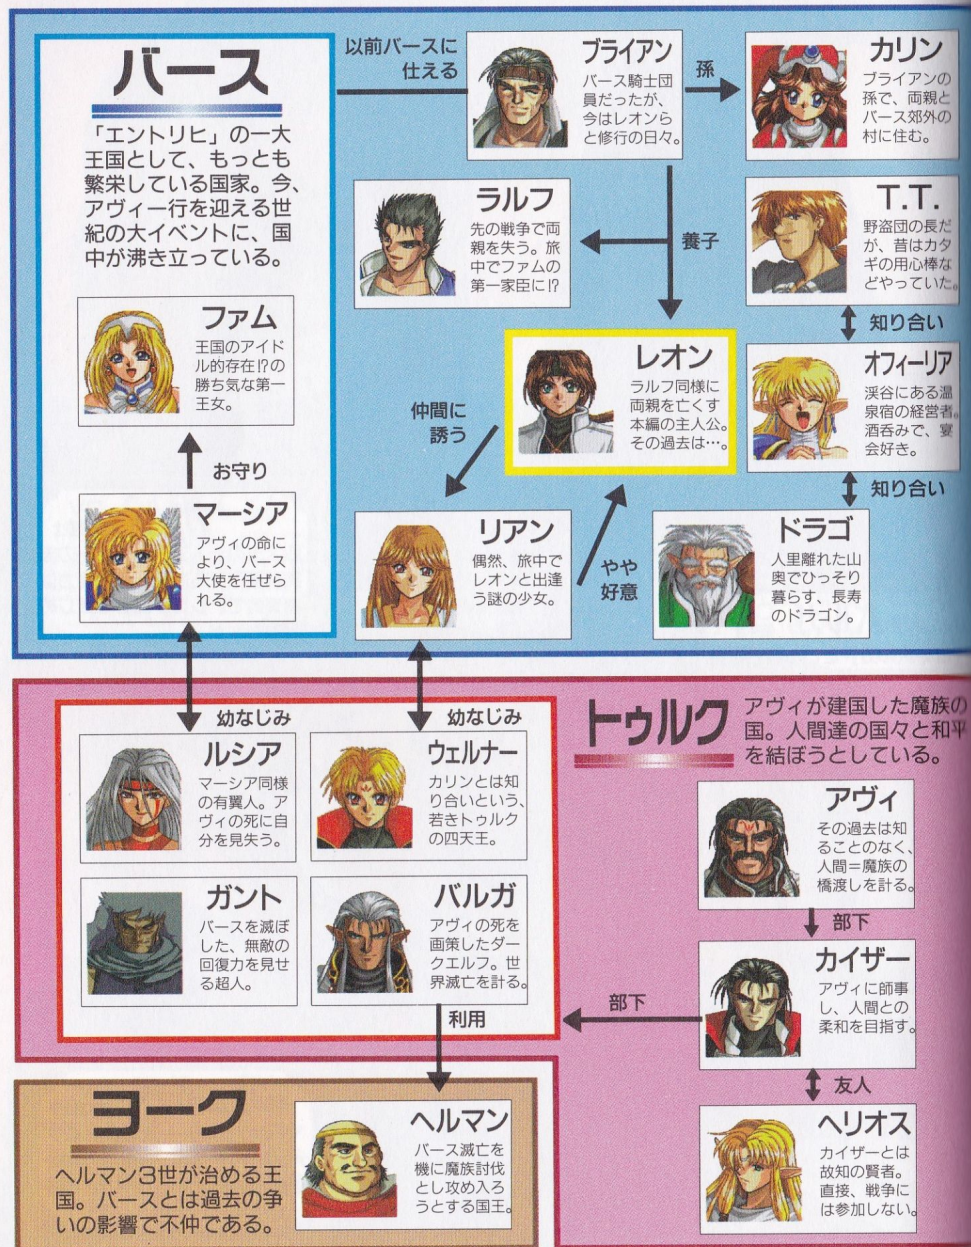 バース
「エントリヒ」の一大
王国として、もっとも
繁栄している国家。今、
アヴィ一行を迎える世
紀の大イベントに、国
中が沸き立っている。
ファム
王国のアイド
ル的存在!?の
勝ち気な第一
王女。
お守り
マーシア
アヴィの命に
より、バース
大使を任ぜら
れる。
以前バースに
仕える
ブライアン
バース騎士団
員だったが、
今はレオンら
と修行の日々。
孫
カリン
ブライアンの
孫で、両親と
バース郊外の
村に住む。
ラルフ
先の戦争で両
親を失う。旅
中でファムの
第一家臣に!?
養子
T.T.
野盗団の長だ
が、昔はカタ
ギの用心棒な
どやっていた。
知り合い
レオン
ラルフ同様に
両親を亡くす
本編の主人公。
その過去は…。
オフィーリア
渓谷にある温
泉宿の経営者。
酒呑みで、宴
会好き。
知り合い
仲間に
誘う
リアン
偶然、旅中で
レオンと出逢
う謎の少女。
やや
好意
ドラゴ
人里離れた山
奥でひっそり
暮らす、長寿
のドラゴン。
幼なじみ
ルシア
マーシア同様
の有翼人。ア
ヴィの死に自
分を見失う。
幼なじみ
ウェルナー
カリンとは知
り合いという、
若きトゥルク
の四天王。
ガント
バースを滅ぼ
した、無敵の
回復力を見せ
る超人。
バルガ
アヴィの死を
画策したダー
クエルフ。世
界滅亡を計る。
利用
トゥルク
アヴィが建国した魔族の
国。人間達の国々と和平
を結ぼうとしている。
アヴィ
その過去は知
ることのなく、
人間=魔族の
橋渡しを計る。
部下
カイザー
アヴィに師事
し、人間との
柔和を目指す。
部下
友人
ヘリオス
カイザーとは
故知の賢者。
直接、戦争に
は参加しない。
ヨーク
ヘルマン3世が治める王
国。バースとは過去の争
いの影響で不仲である。
ヘルマン
バース滅亡を
機に魔族討伐
とし攻め入ろ
うとする国王。